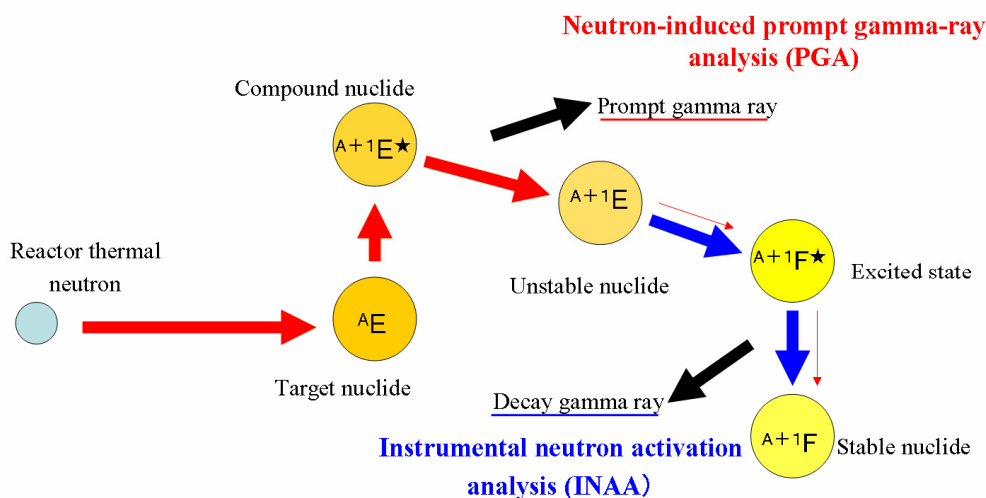 Neutron-induced prompt gamma-ray
analysis (PGA)
Compound nuclide
Prompt gamma ray
A+1E★
A+1E
Reactor thermal
neutron
A+1F★
Excited state
Unstable nuclide
AE
Target nuclide
Decay gamma ray
A+1F
Stable nuclide
Instrumental neutron activation
analysis (INAA)